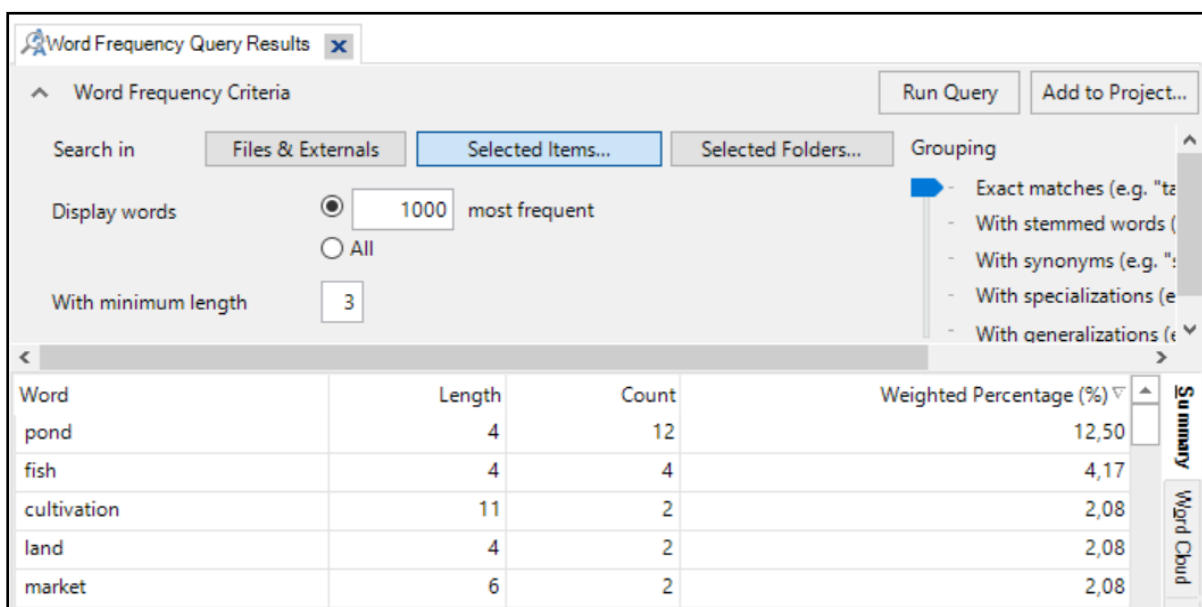 Word Frequency Query Results
Word Frequency Criteria Run Query Add to Project...
Search in Files & Externals Selected Items... Selected Folders... Grouping
Exact matches (e.g. "ta
Display words 1000 most frequent
With stemmed words (
All
With synonyms (e.g. "s
With minimum length 3
With specializations (e
With generalizations (e
Word Length Count Weighted Percentage (%)
pond 4 12 12,50
fish 4 4 4,17
cultivation 11 2 2,08
land 4 2 2,08
market 6 2 2,08
Summary
Word Cloud